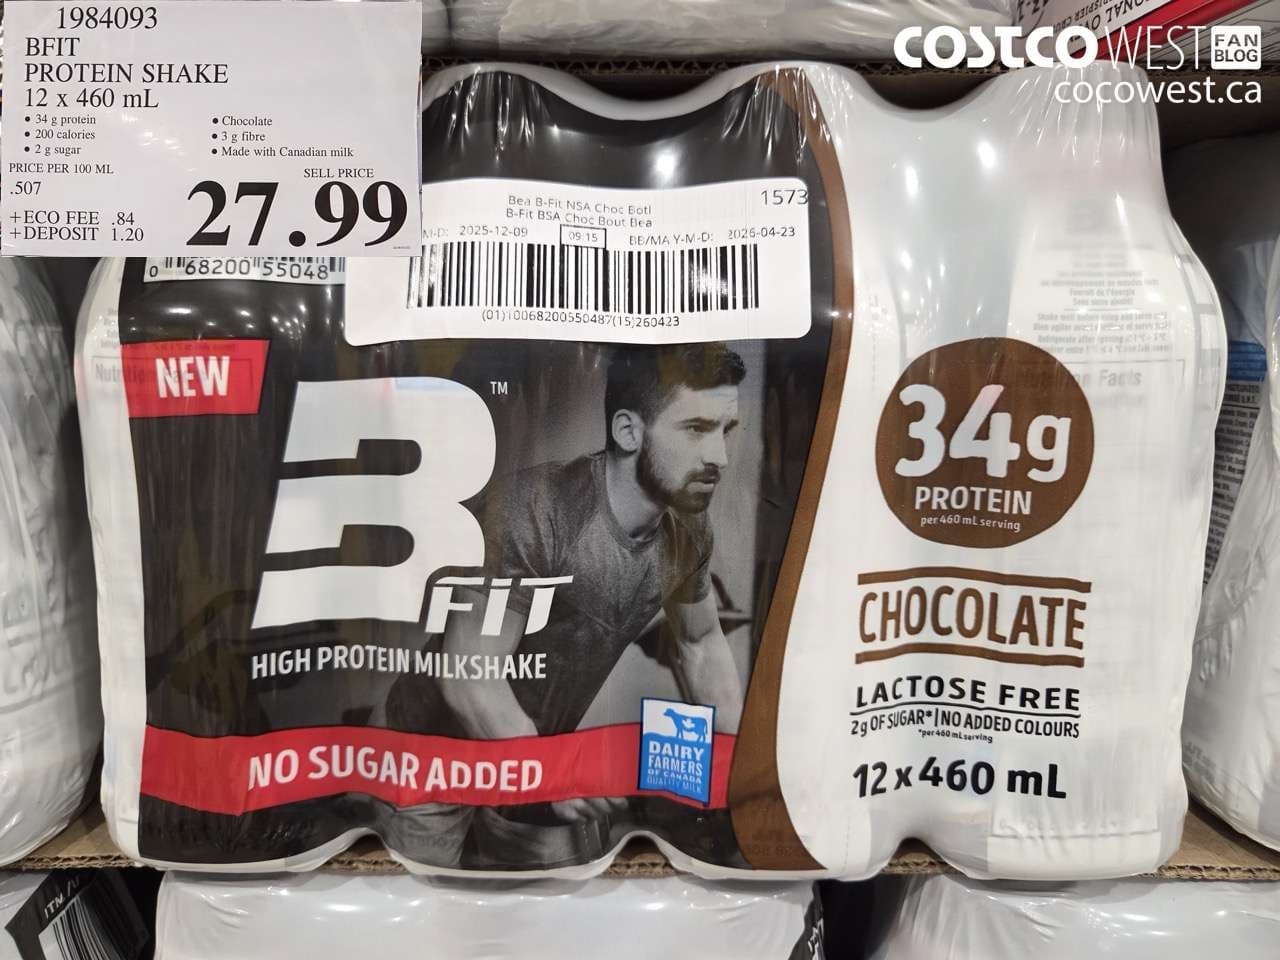 1984093
BFIT
PROTEIN SHAKE
12 x 460 mL
• 34 g protein
• 200 calories
• 2 g sugar
• Chocolate
• 3 g fibre
• Made with Canadian milk
PRICE PER 100 ML
.507
SELL PRICE
27.99
+ECO FEE .84
+DEPOSIT 1.20
COSTCO WEST FAN BLOG
cocowest.ca
Bea B-Fit NSA Choc Botl
B-Fit BSA Choc Bout Bea
1573
M-D: 2025-12-09
09:15
BB/MA Y-M-D: 2026-04-23
(01)10068200550487(15)260423
0 68200 55048
NEW
B FIT ™
HIGH PROTEIN MILKSHAKE
NO SUGAR ADDED
DAIRY
FARMERS
OF CANADA
QUALITY MILK
34g
PROTEIN
per 460 mL serving
CHOCOLATE
LACTOSE FREE
2g OF SUGAR* | NO ADDED COLOURS
*per 460 mL serving
12 x 460 mL